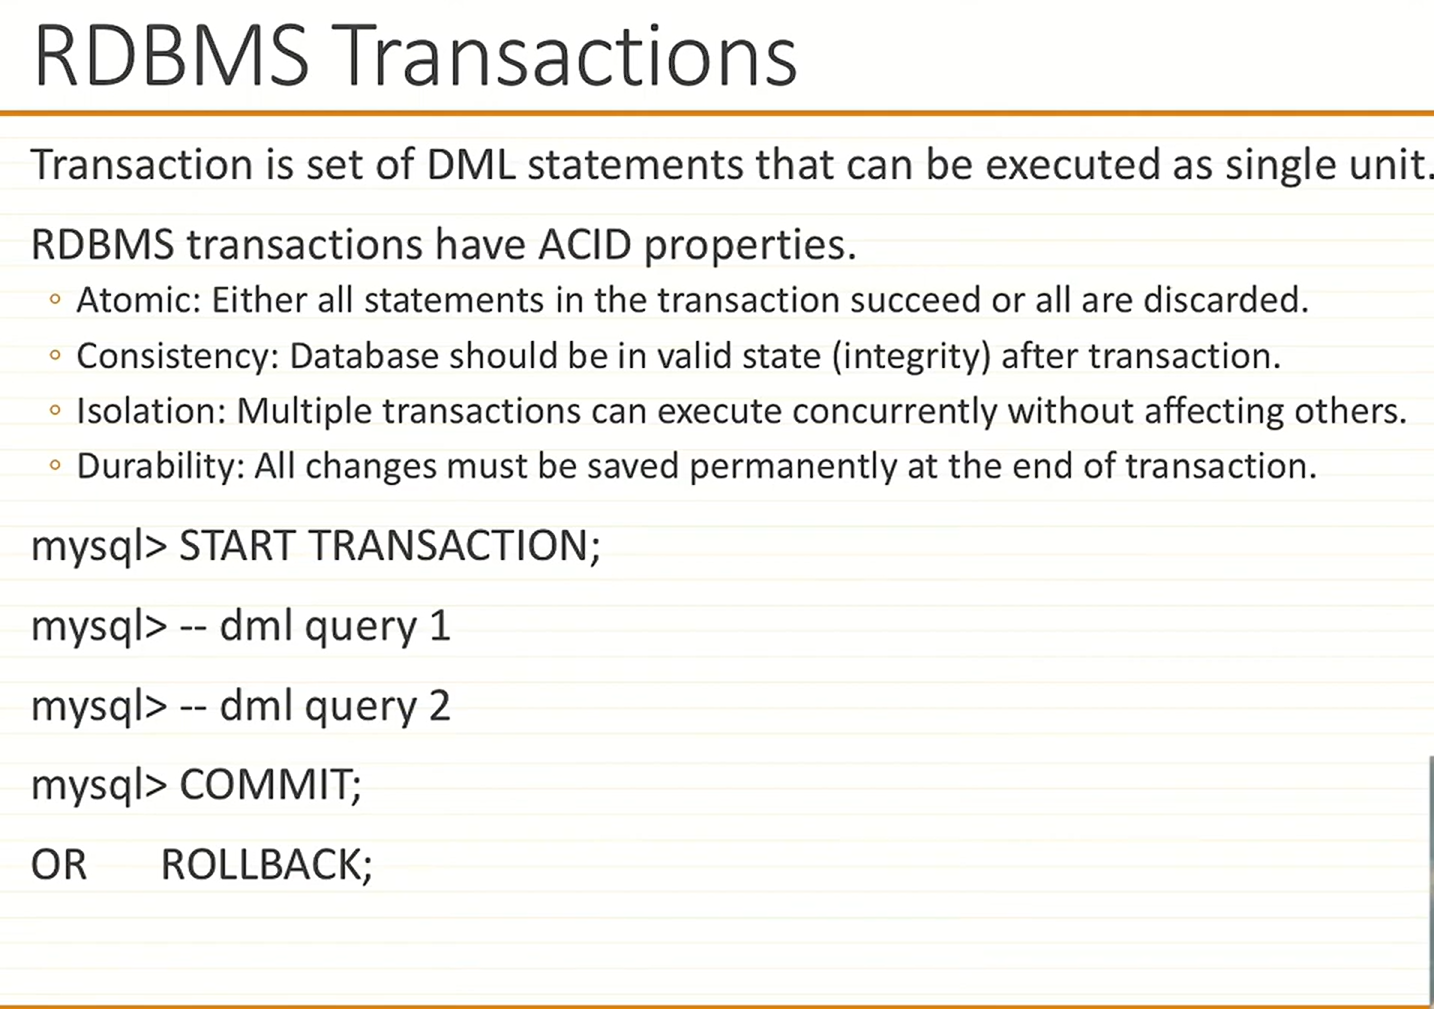 RDBMS Transactions
Transaction is set of DML statements that can be executed as single unit.
RDBMS transactions have ACID properties.
◦ Atomic: Either all statements in the transaction succeed or all are discarded.
◦ Consistency: Database should be in valid state (integrity) after transaction.
◦ Isolation: Multiple transactions can execute concurrently without affecting others.
◦ Durability: All changes must be saved permanently at the end of transaction.
mysql> START TRANSACTION;
mysql> -- dml query 1
mysql> -- dml query 2
mysql> COMMIT;
OR ROLLBACK;